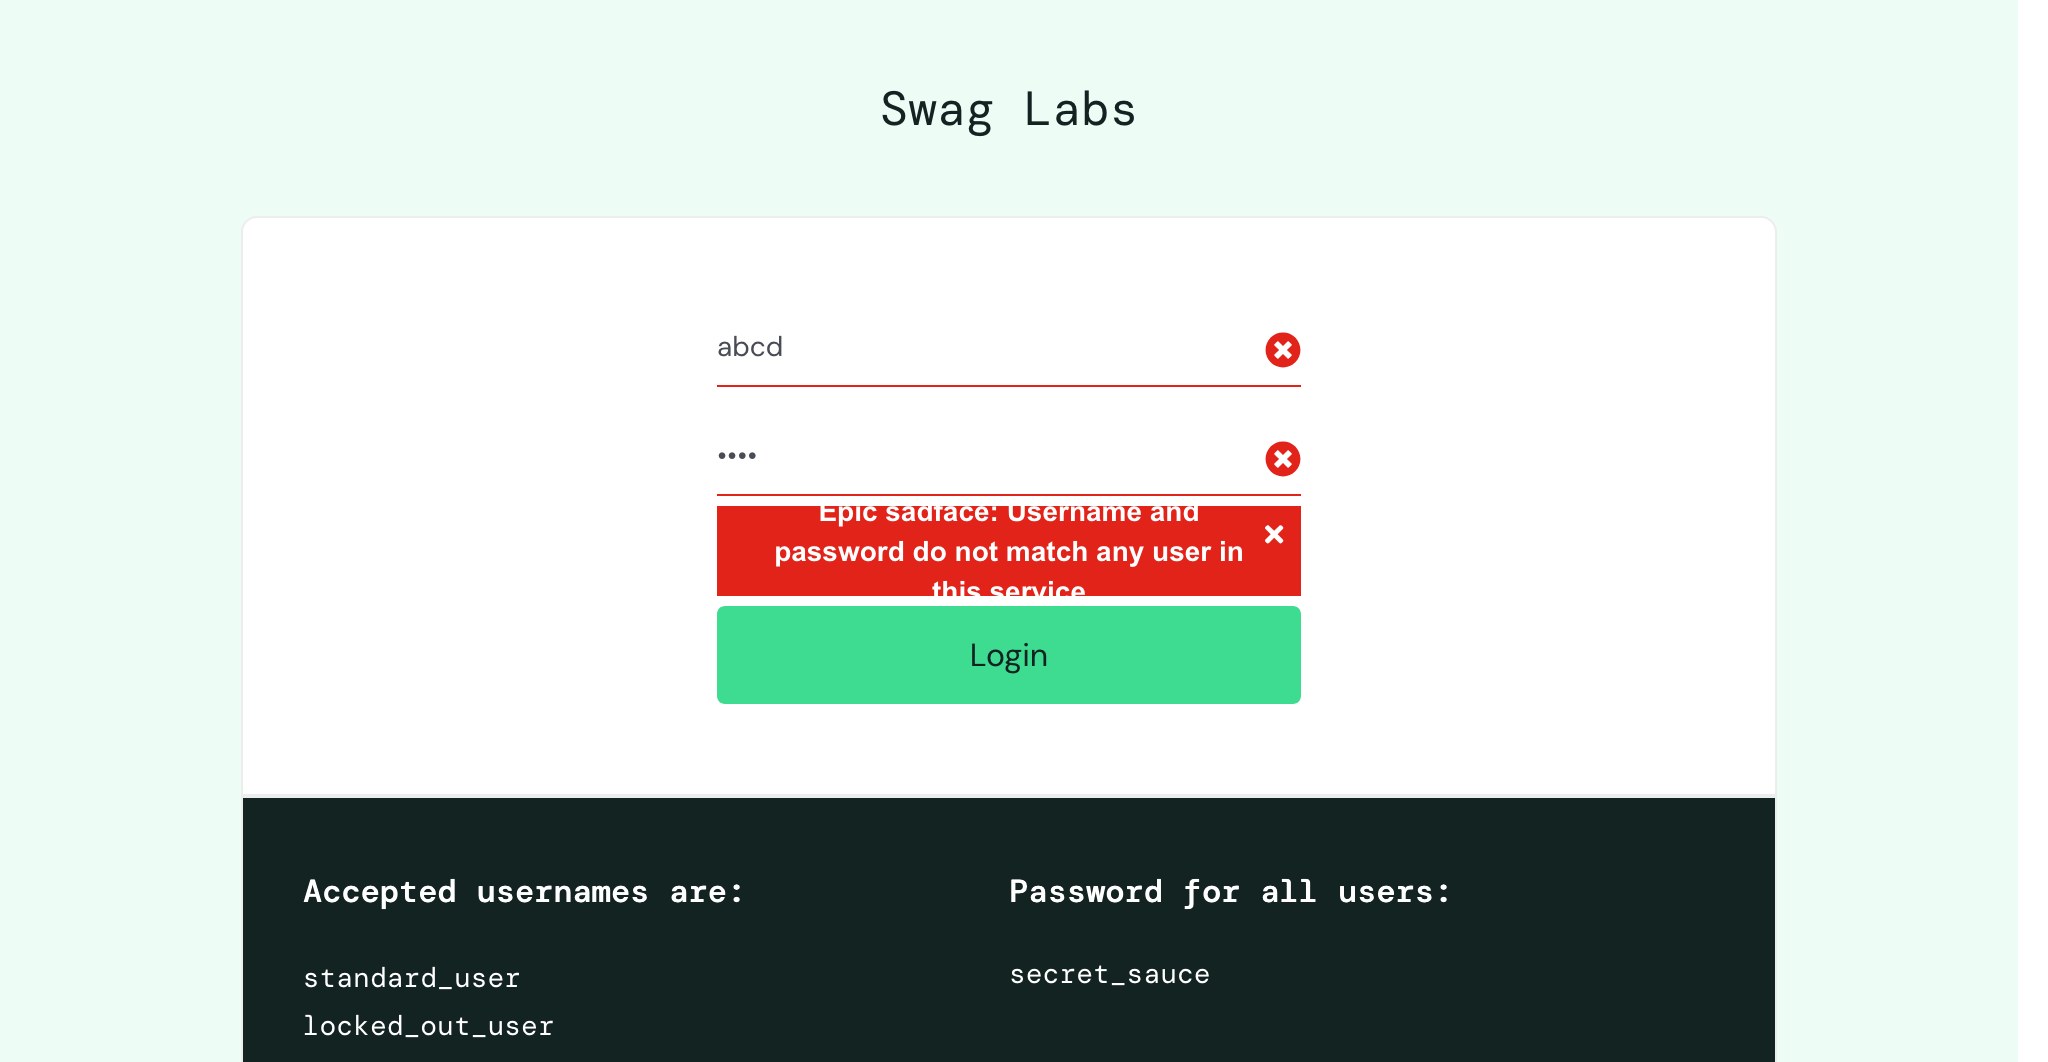 Swag Labs
abcd
••••
Epic sadface: Username and
password do not match any user in
this service
Login
Accepted usernames are:
Password for all users:
standard_user
secret_sauce
locked_out_user